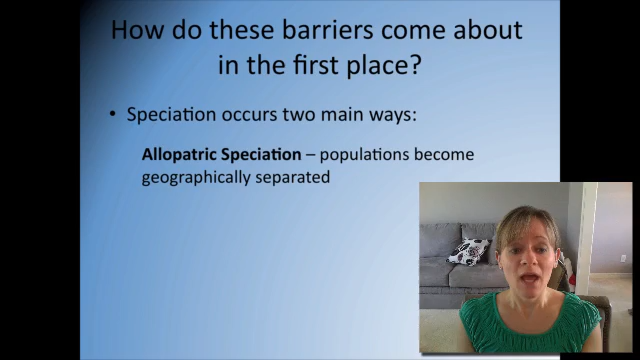 How do these barriers come about
in the first place?
• Speciation occurs two main ways:
Allopatric Speciation – populations become
geographically separated